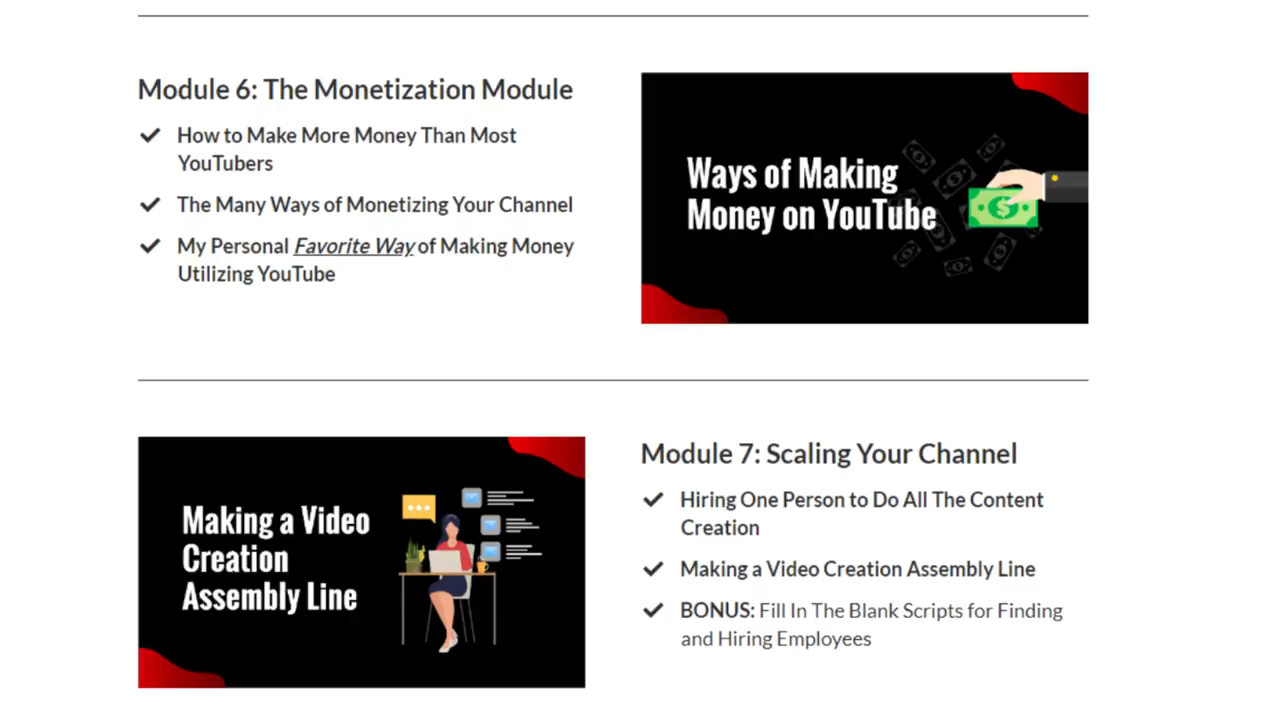 Module 6: The Monetization Module
How to Make More Money Than Most
YouTubers
The Many Ways of Monetizing Your Channel
My Personal Favorite Way of Making Money
Utilizing YouTube
Ways of Making
Money on YouTube
Making a Video
Creation
Assembly Line
Module 7: Scaling Your Channel
Hiring One Person to Do All The Content
Creation
Making a Video Creation Assembly Line
BONUS: Fill In The Blank Scripts for Finding
and Hiring Employees